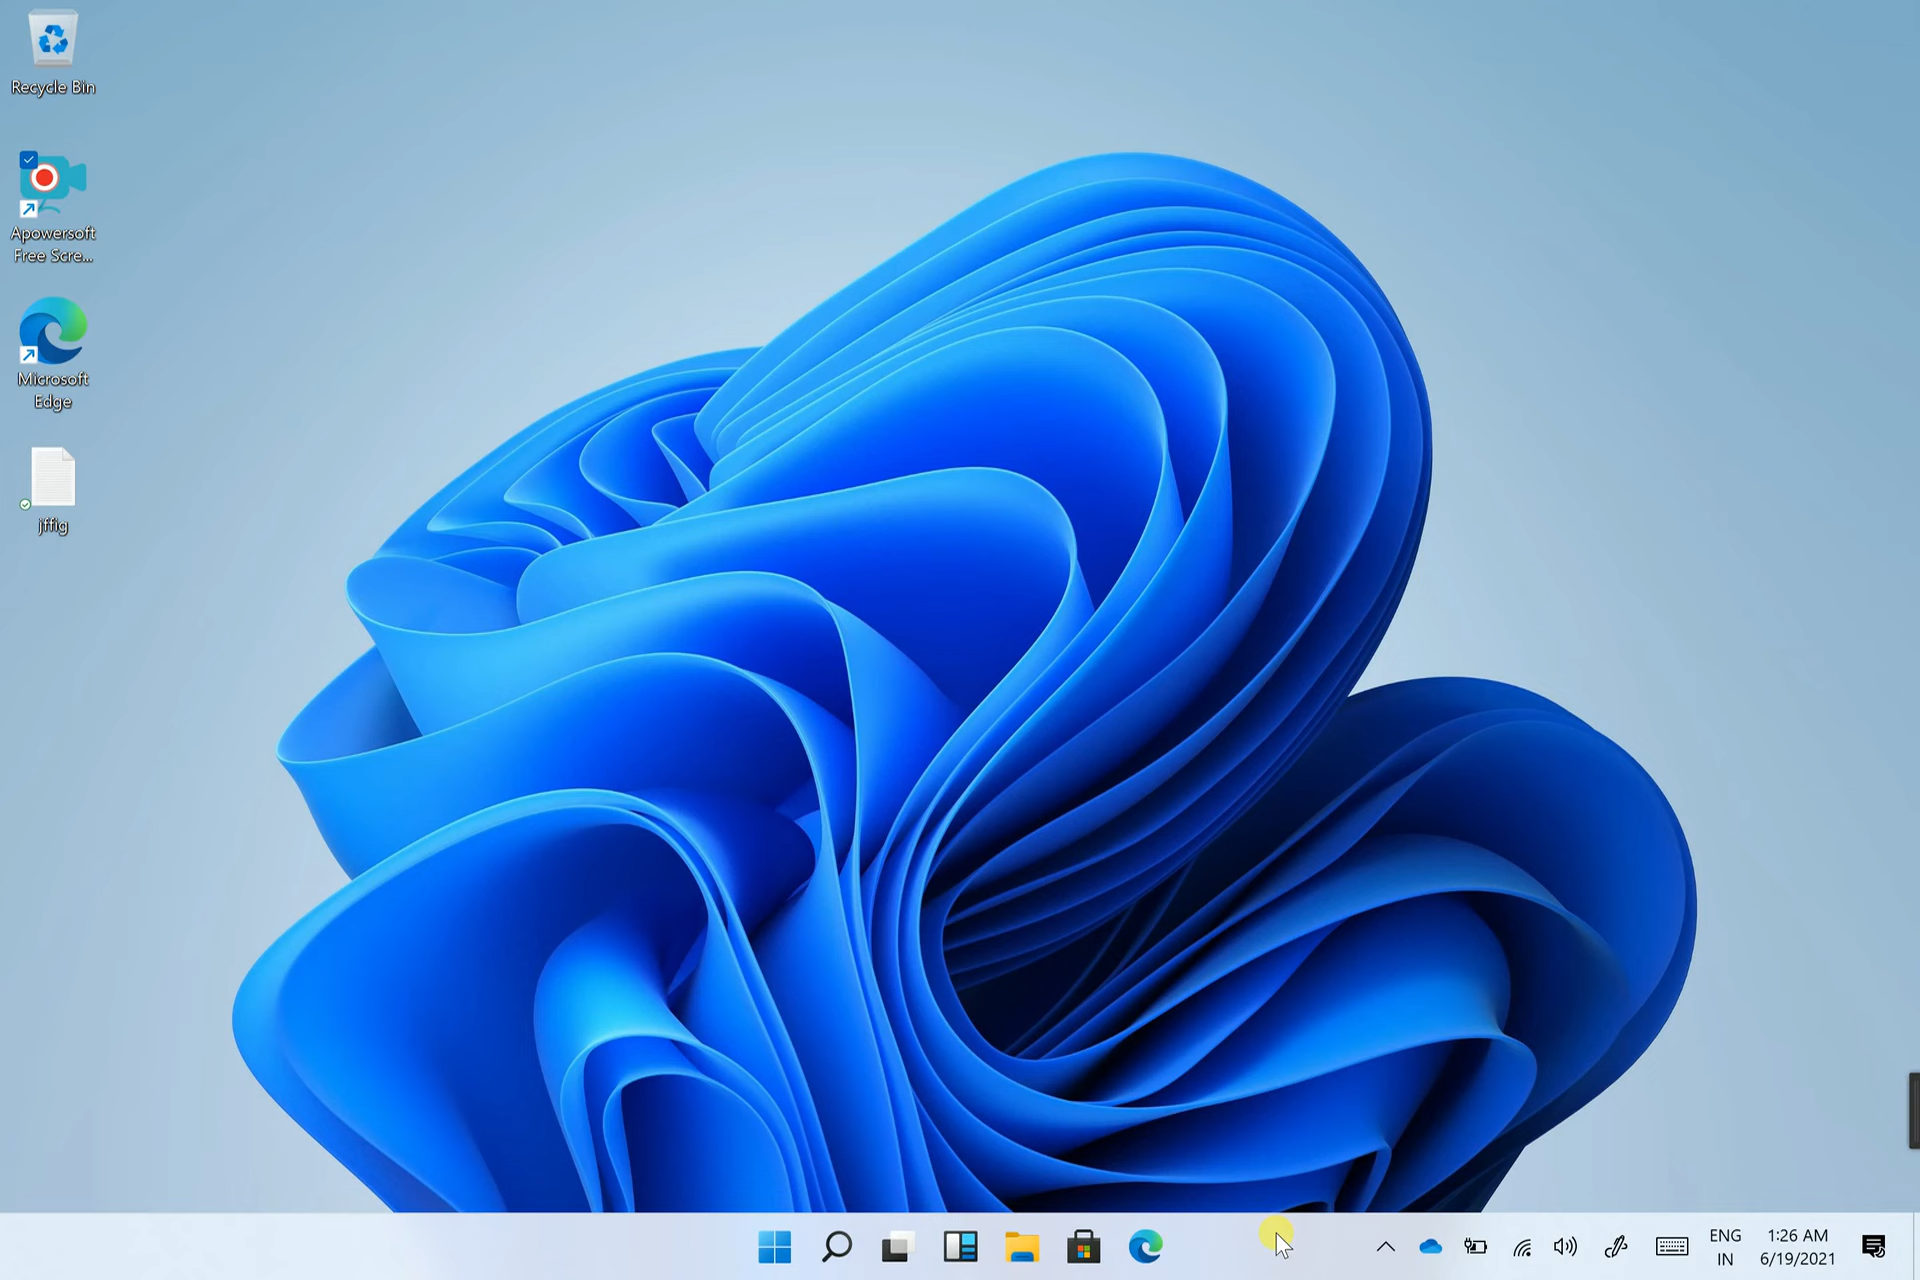 Recycle Bin
Apowersoft
Free Scre...
Microsoft
Edge
jffig
ENG
IN
1:26 AM
6/19/2021